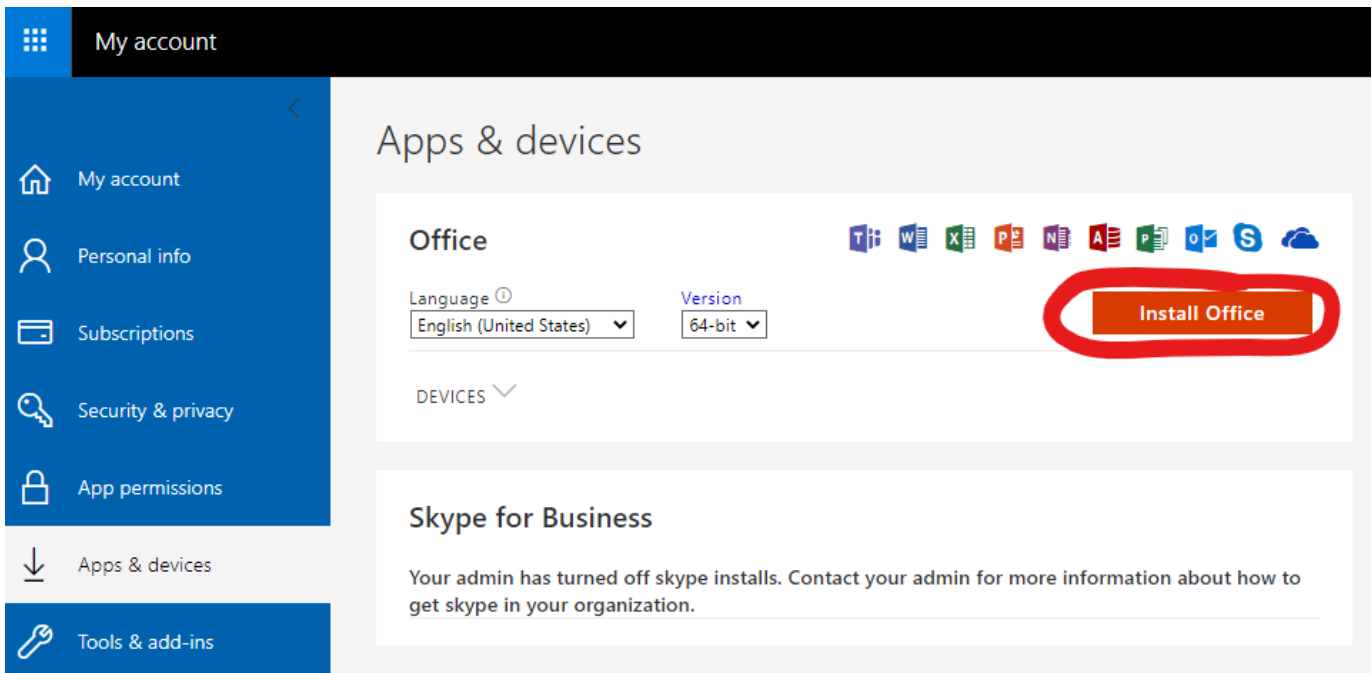 My account
My account
Personal info
Subscriptions
Security & privacy
App permissions
Apps & devices
Tools & add-ins
Apps & devices
Office
Language
Version
English (United States)
64-bit
Install Office
DEVICES
Skype for Business
Your admin has turned off skype installs. Contact your admin for more information about how to
get skype in your organization.